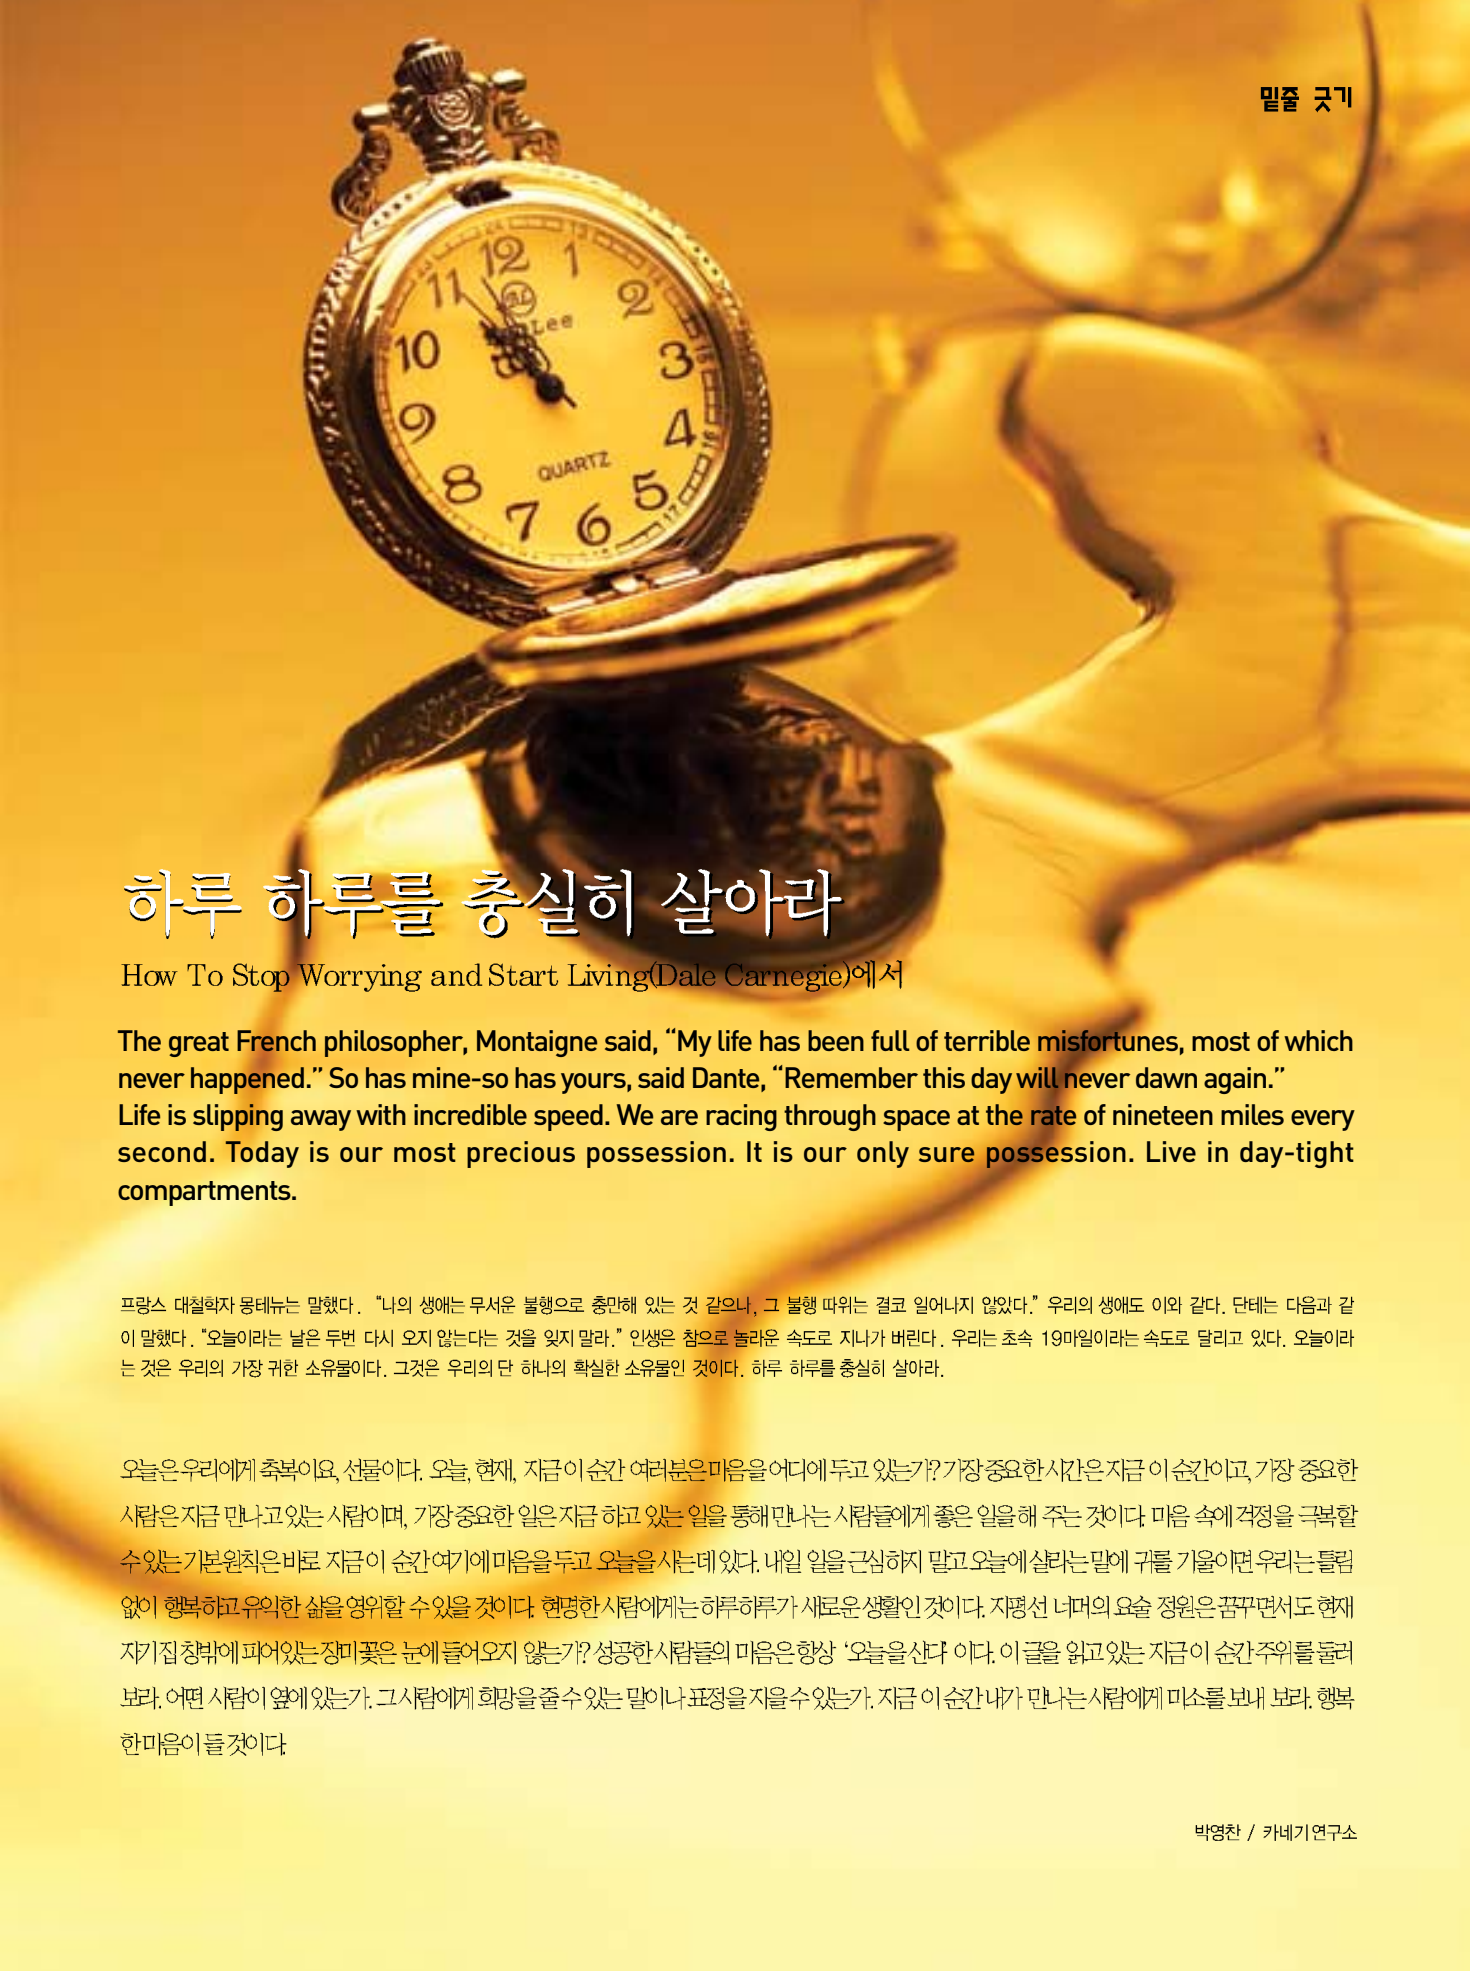 밑줄 긋기
12 1
11 2
Lee
10 3
9 4
QUARTZ
8 5
7 6
하루 하루를 충실히 살아라
How To Stop Worrying and Start Living(Dale Carnegie)에서
The great French philosopher, Montaigne said, “My life has been full of terrible misfortunes, most of which
never happened.” So has mine-so has yours, said Dante, “Remember this day will never dawn again.”
Life is slipping away with incredible speed. We are racing through space at the rate of nineteen miles every
second. Today is our most precious possession. It is our only sure possession. Live in day-tight
compartments.
프랑스 대철학자 몽테뉴는 말했다. “나의 생애는 무서운 불행으로 충만해 있는 것 같으나, 그 불행 따위는 결코 일어나지 않았다.” 우리의 생애도 이와 같다. 단테는 다음과 같
이 말했다. “오늘이라는 날은 두번 다시 오지 않는다는 것을 잊지 말라.” 인생은 참으로 놀라운 속도로 지나가 버린다. 우리는 초속 19마일이라는 속도로 달리고 있다. 오늘이라
는 것은 우리의 가장 귀한 소유물이다. 그것은 우리의 단 하나의 확실한 소유물인 것이다. 하루 하루를 충실히 살아라.
오늘은 우리에게 축복이요, 선물이다. 오늘, 현재, 지금 이 순간 여러분은 마음을 어디에 두고 있는가? 가장 중요한 시간은 지금 이 순간이고, 가장 중요한
사람은 지금 만나고 있는 사람이며, 가장 중요한 일은 지금 하고 있는 일을 통해 만나는 사람들에게 좋은 일을 해 주는 것이다. 마음 속에 걱정을 극복할
수 있는 기본원칙은 바로 지금 이 순간 여기에 마음을 두고 오늘을 사는데 있다. 내일 일을 근심하지 말고 오늘에 살라는 말에 귀를 기울이면 우리는 틀림
없이 행복하고 유익한 삶을 영위할 수 있을 것이다. 현명한 사람에게는 하루하루가 새로운 생활인 것이다. 지평선 너머의 요술 정원은 꿈꾸면서도 현재
자기 집 창밖에 피어있는 장미꽃은 눈에 들어오지 않는가? 성공한 사람들의 마음은 항상 ‘오늘을 산다’ 이다. 이 글을 읽고 있는 지금 이 순간 주위를 둘러
보라. 어떤 사람이 옆에 있는가. 그 사람에게 희망을 줄 수 있는 말이나 표정을 지을 수 있는가. 지금 이 순간 내가 만나는 사람에게 미소를 보내 보라. 행복
한 마음이 들 것이다.
박영찬 / 카네기연구소